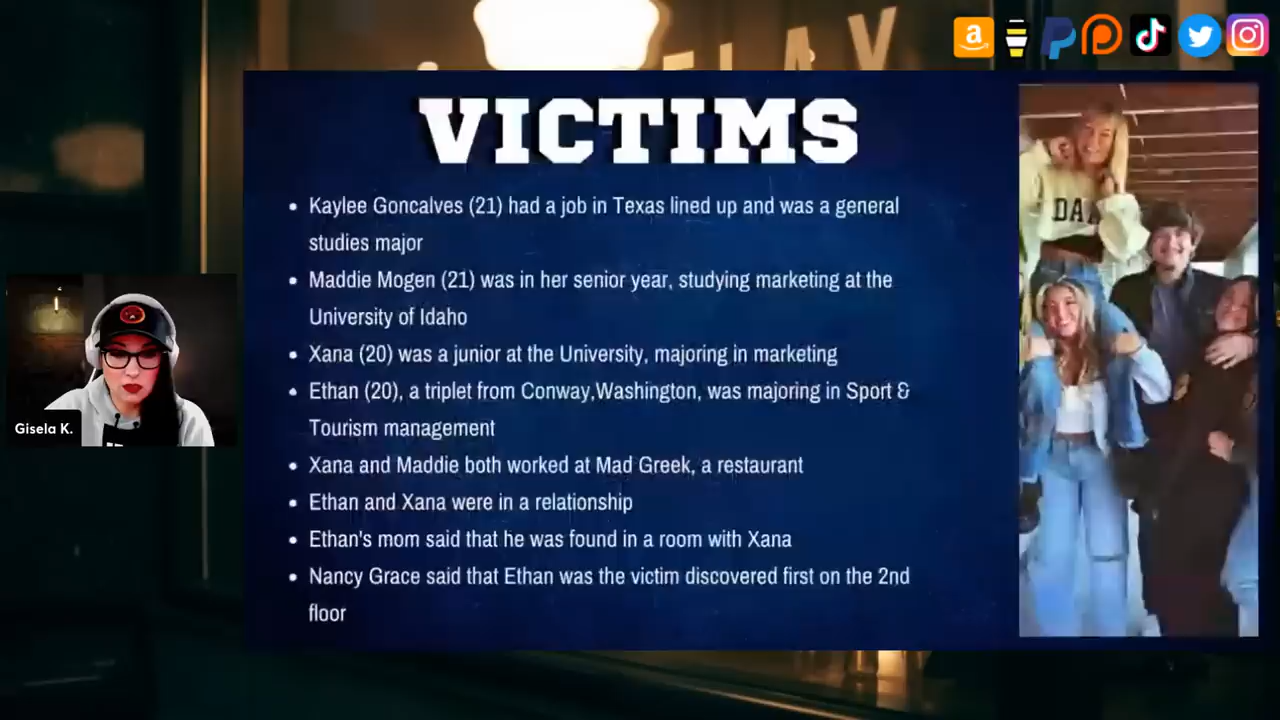 ELAY
VICTIMS
Kaylee Goncalves (21) had a job in Texas lined up and was a general
studies major
Maddie Mogen (21) was in her senior year, studying marketing at the
University of Idaho
Xana (20) was a junior at the University, majoring in marketing
Ethan (20), a triplet from Conway,Washington, was majoring in Sport &
Tourism management
Xana and Maddie both worked at Mad Greek, a restaurant
Ethan and Xana were in a relationship
Ethan's mom said that he was found in a room with Xana
Nancy Grace said that Ethan was the victim discovered first on the 2nd
floor
DA
Gisela K.